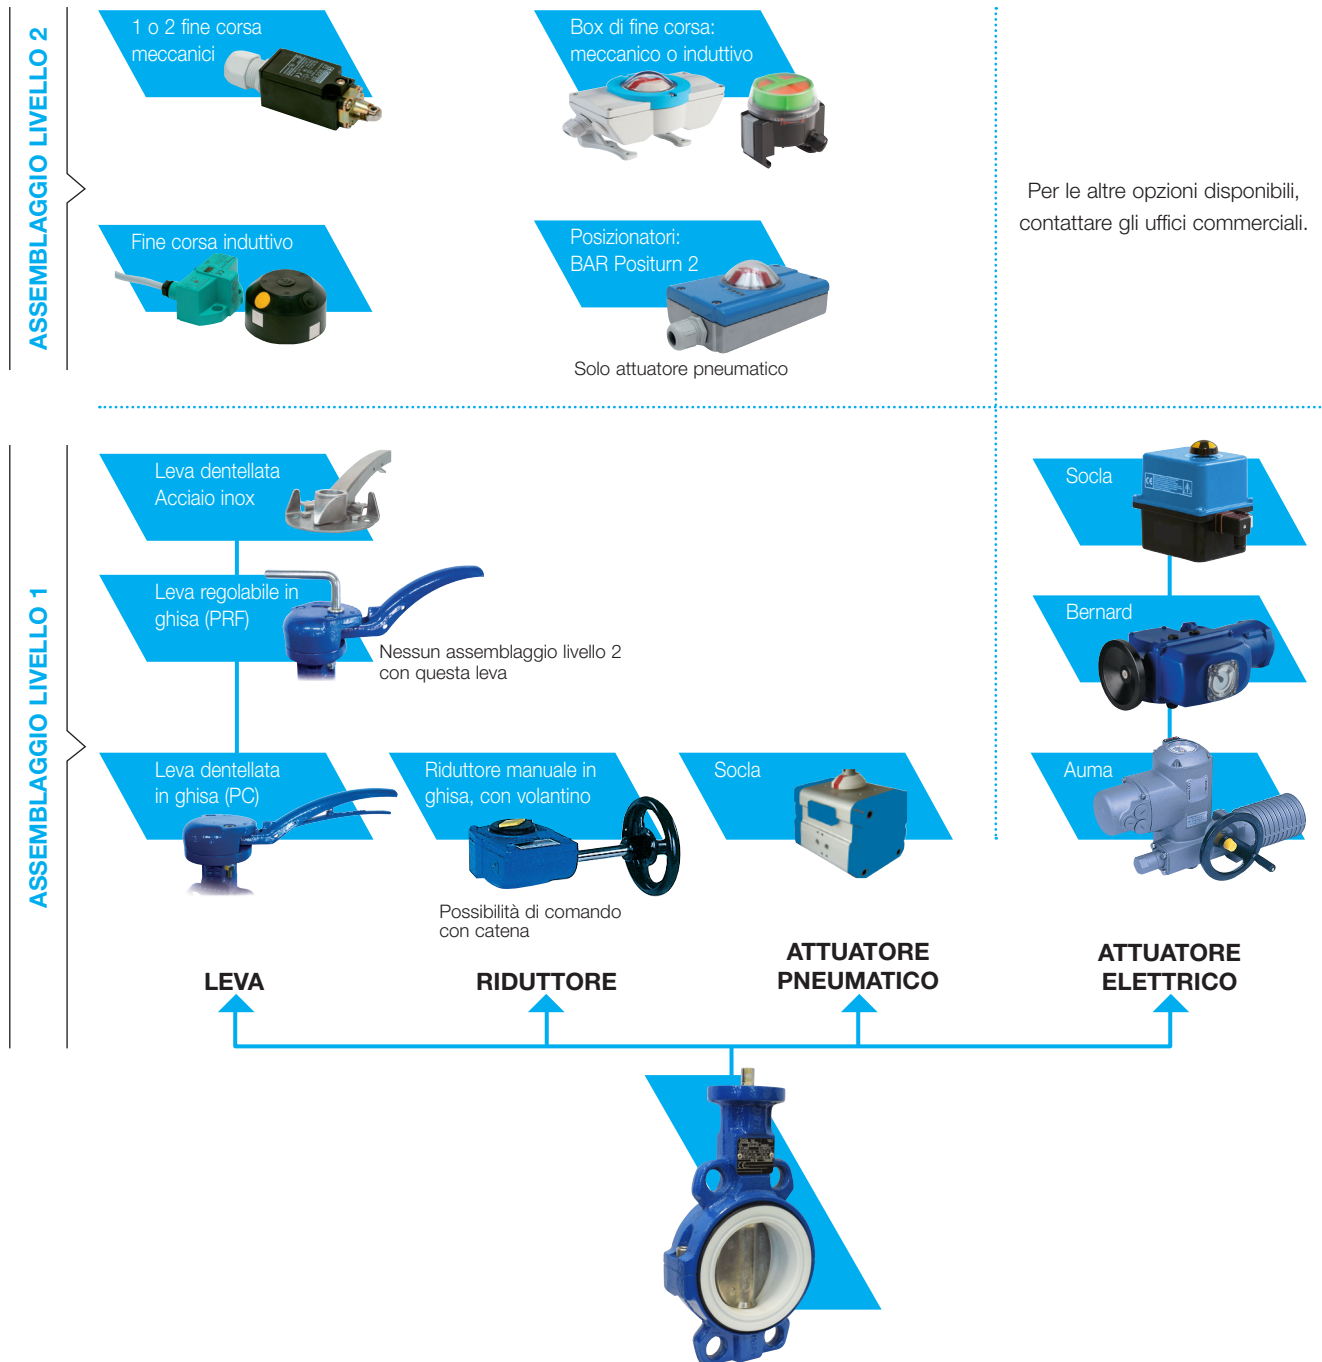 ASSEMBLAGGIO LIVELLO 2
1 o 2 fine corsa
meccanici
Box di fine corsa:
meccanico o induttivo
Fine corsa induttivo
Posizionatori:
BAR Positurn 2
Solo attuatore pneumatico
Per le altre opzioni disponibili,
contattare gli uffici commerciali.
ASSEMBLAGGIO LIVELLO 1
Leva dentellata
Acciaio inox
Leva regolabile in
ghisa (PRF)
Nessun assemblaggio livello 2
con questa leva
Leva dentellata
in ghisa (PC)
Riduttore manuale in
ghisa, con volantino
Possibilità di comando
con catena
Socla
Socla
Bernard
Auma
LEVA
RIDUTTORE
ATTUATORE
PNEUMATICO
ATTUATORE
ELETTRICO